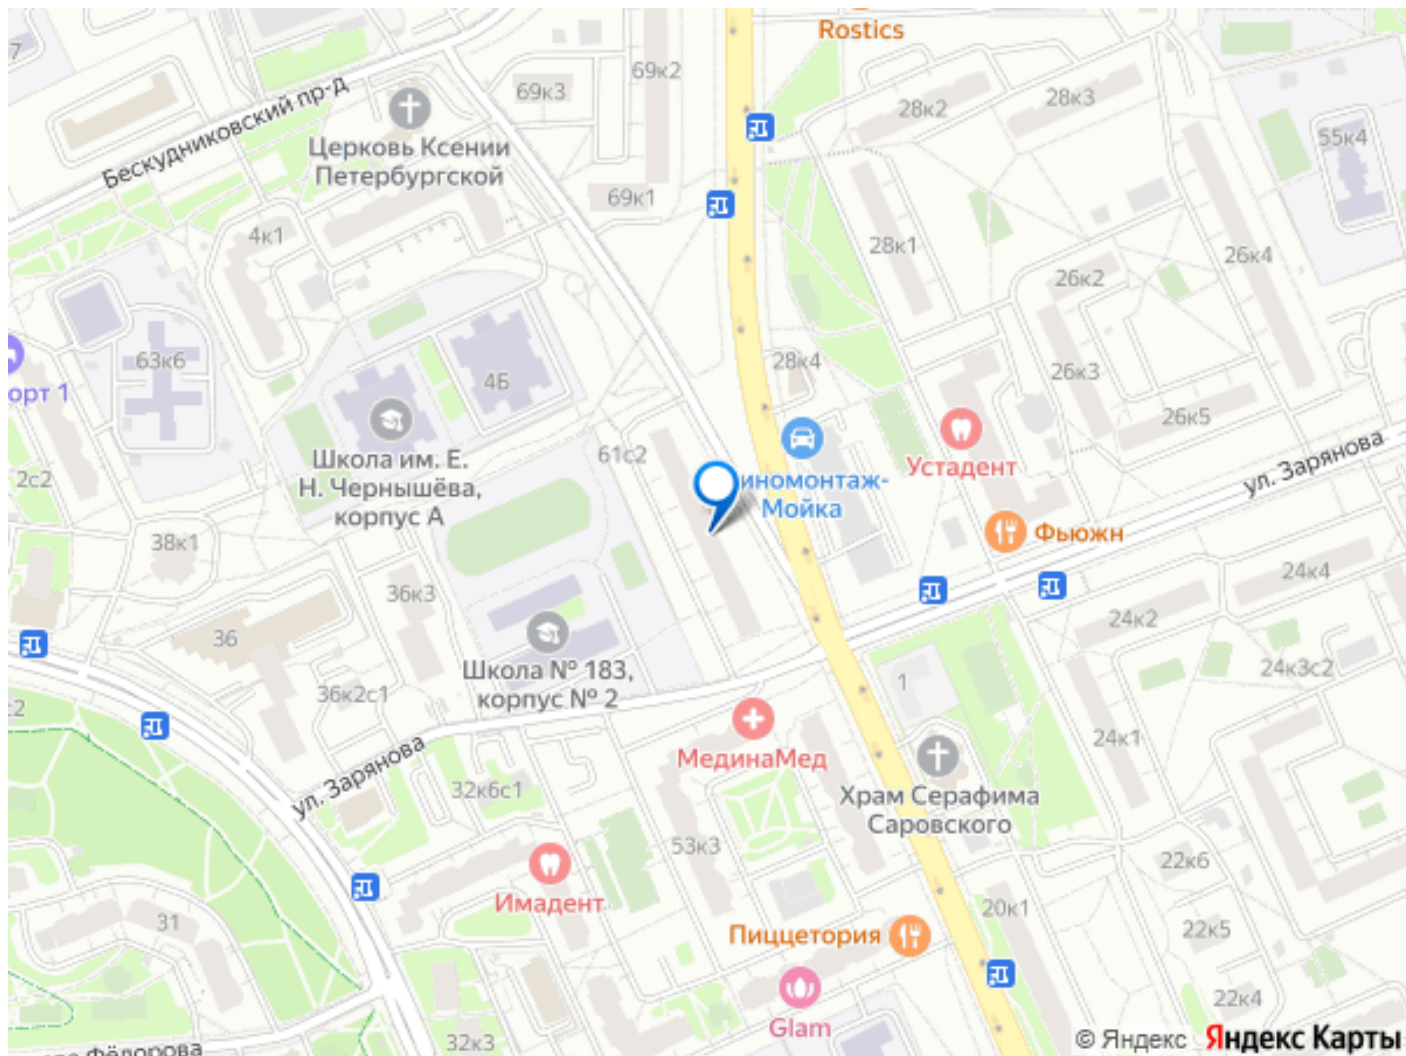 Rostics
7
69к3
69к2
28к2
28к3
55к4
Бескудниковский пр-д
Церковь Ксении
Петербургской
69к1
4к1
28к1
26к4
26к2
63к6
28к4
26к3
орт 1
4Б
26к5
61с2
ул. Зарянова
Школа им. Е.
Н. Чернышёва,
корпус А
2с2
Устадент
иномонтаж-
Мойка
Фьюжн
38к1
36к3
24к4
24к2
36
Школа № 183,
корпус № 2
36к2с1
1
24к3с2
с2
МединаМед
24к1
ул. Зарянова
32к6с1
Храм Серафима
Саровского
53к3
22к6
Имадент
20к1
31
Пиццетория
22к5
22к4
Glam
32к3
Фёдорова
© Яндекс Яндекс Карты